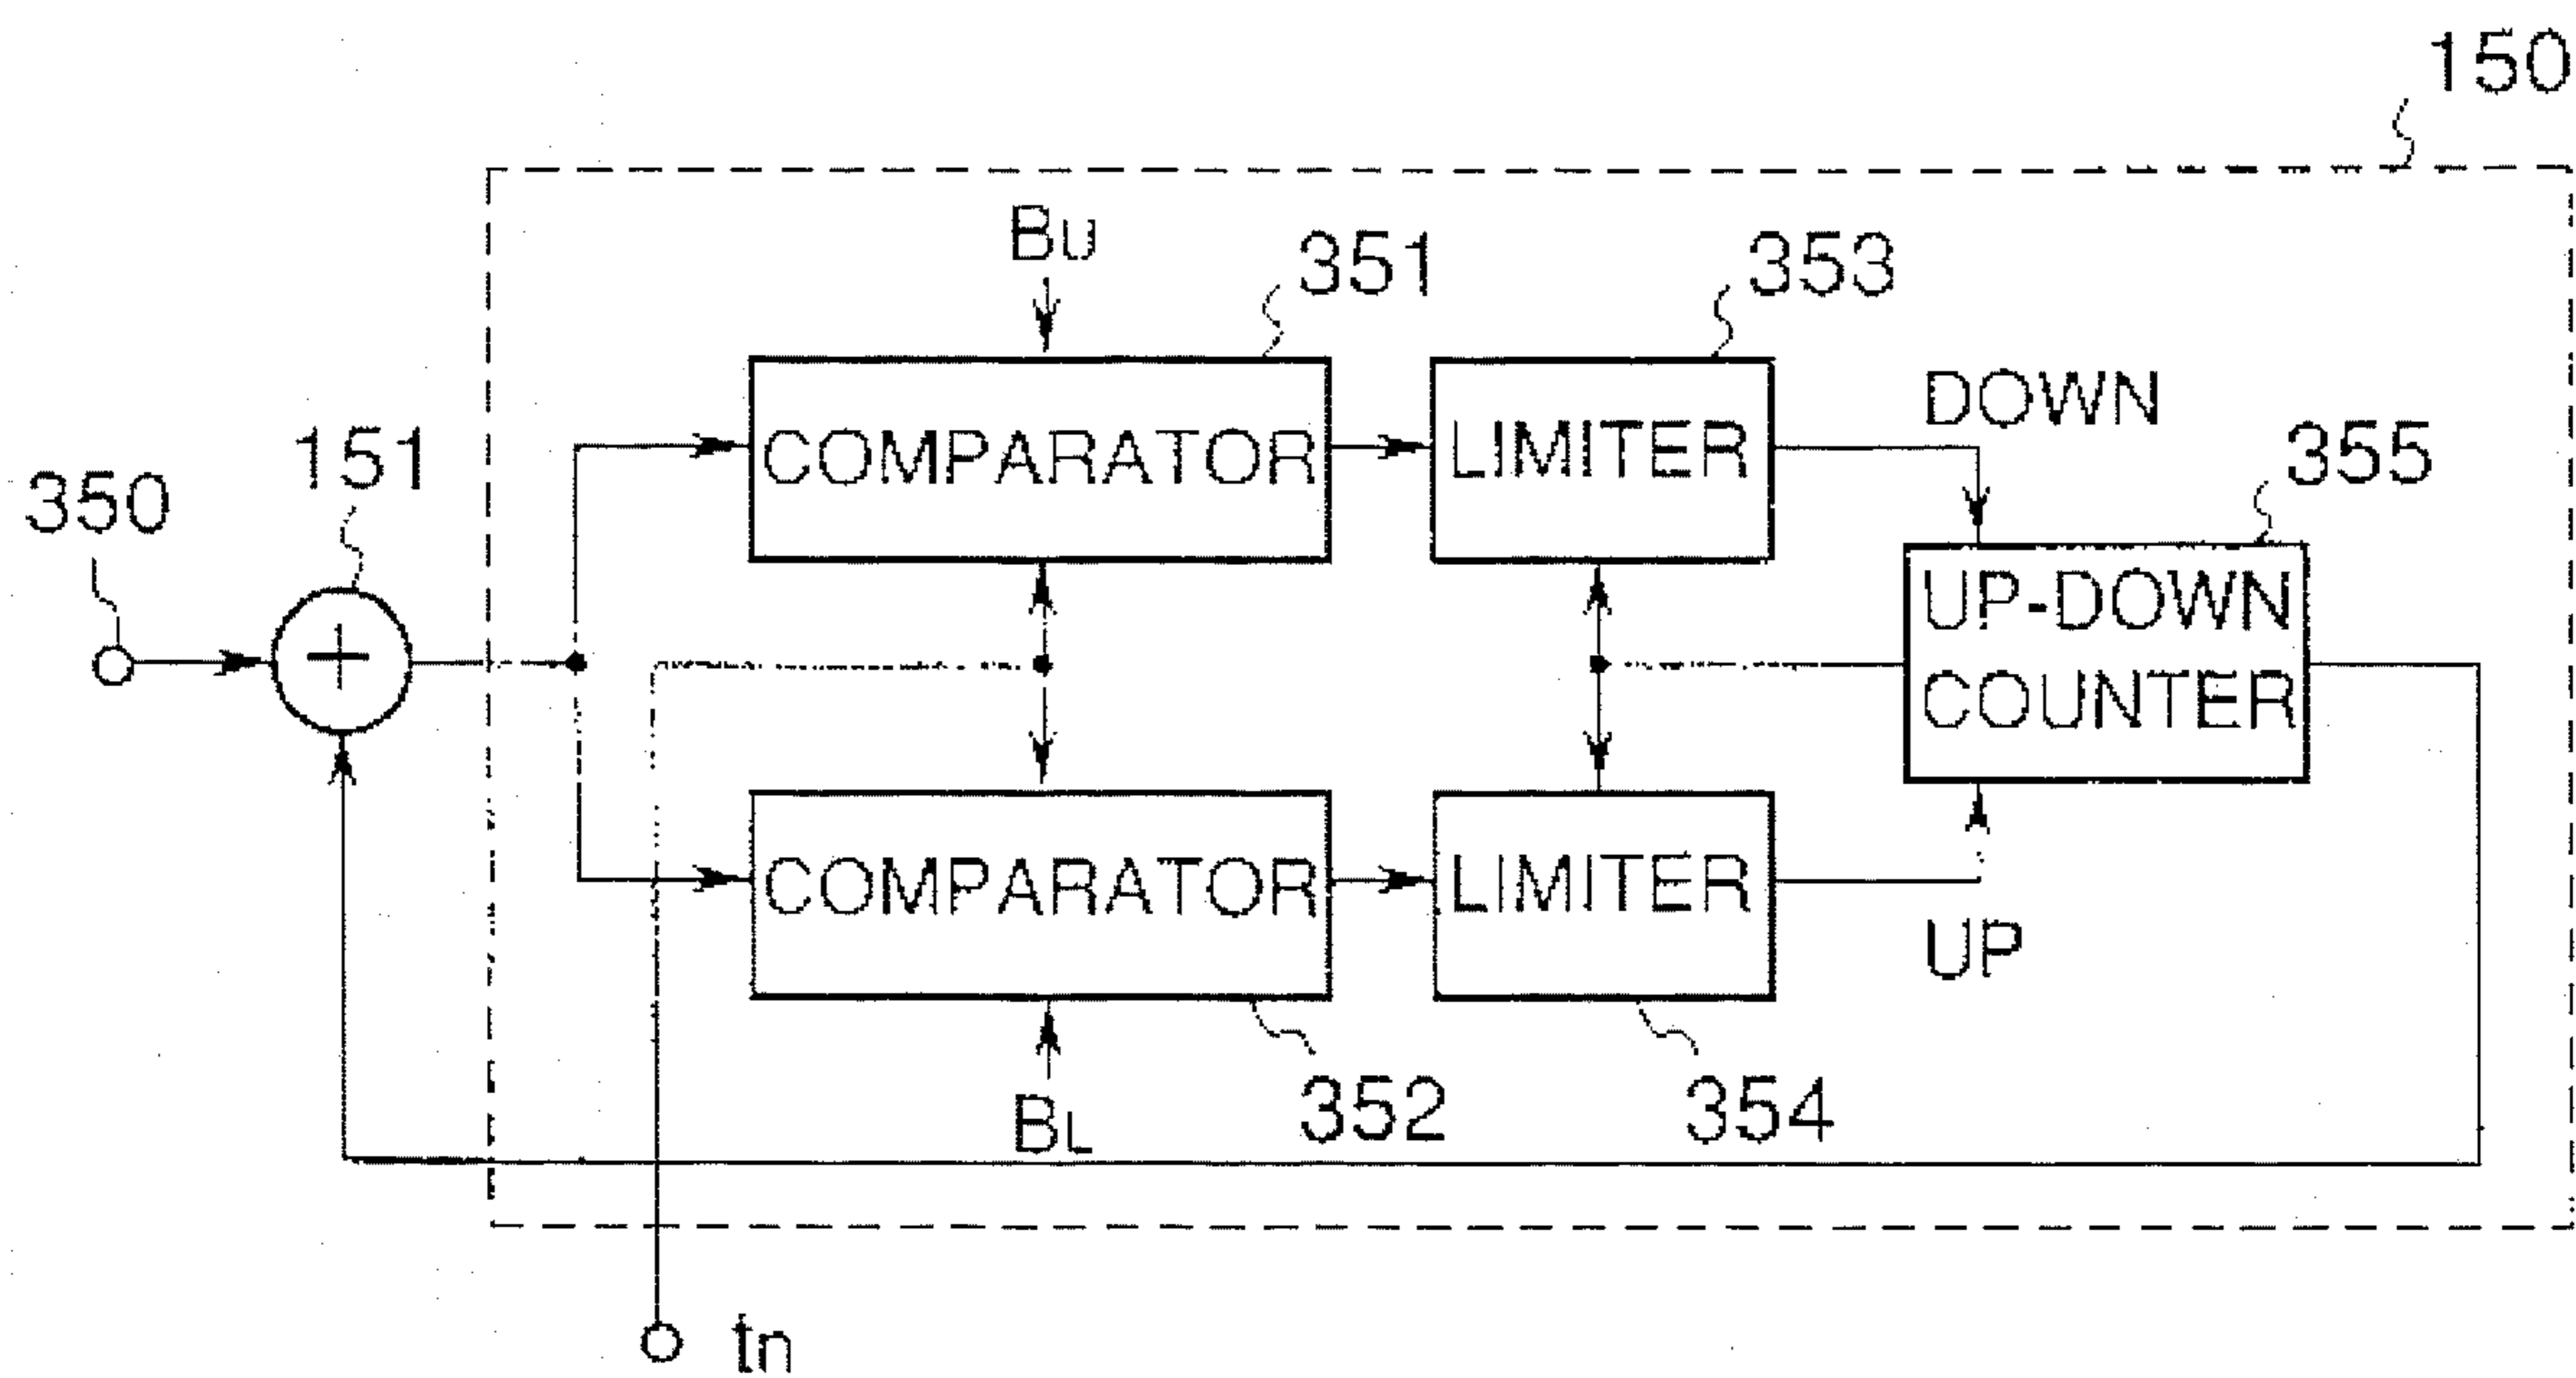 150
BU
351
353
DOWN
355
151
350
COMPARATOR
LIMITER
UP-DOWN
COUNTER
+
COMPARATOR
LIMITER
UP
BL
352
354
tn